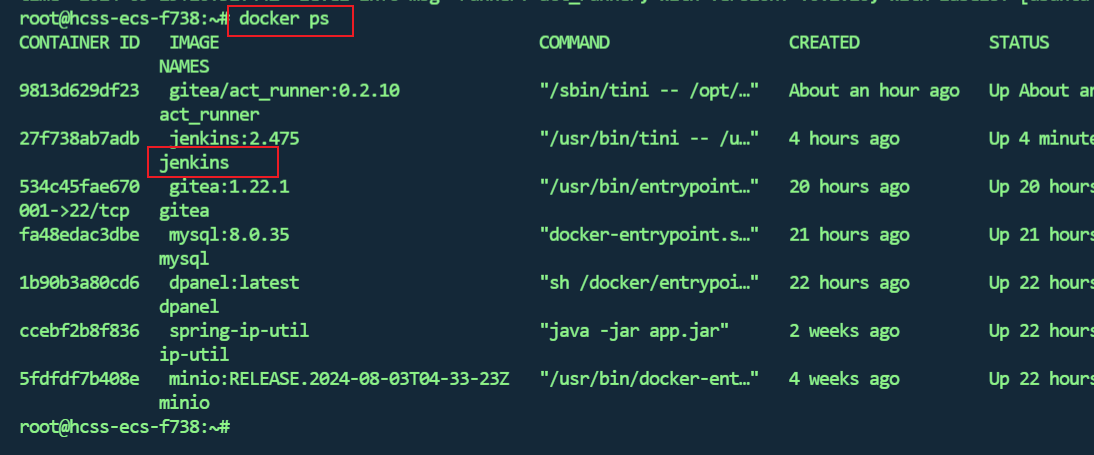 root@hcss-ecs-f738:~# docker ps
CONTAINER ID   IMAGE                              COMMAND                  CREATED             STATUS
NAMES
9813d629df23   gitea/act_runner:0.2.10            "/sbin/tini -- /opt/…"   About an hour ago   Up About an
act_runner
27f738ab7adb   jenkins:2.475                      "/usr/bin/tini -- /u…"   4 hours ago         Up 4 minute
jenkins
534c45fae670   gitea:1.22.1                       "/usr/bin/entrypoint…"   20 hours ago        Up 20 hours
001->22/tcp   gitea
fa48edac3dbe   mysql:8.0.35                       "docker-entrypoint.s…"   21 hours ago        Up 21 hours
mysql
1b90b3a80cd6   dpanel:latest                      "sh /docker/entrypoi…"   22 hours ago        Up 22 hours
dpanel
ccebf2b8f836   spring-ip-util                     "java -jar app.jar"      2 weeks ago         Up 22 hours
ip-util
5fdfdf7b408e   minio:RELEASE.2024-08-03T04-33-23Z   "/usr/bin/docker-ent…"   4 weeks ago         Up 22 hours
minio
root@hcss-ecs-f738:~#